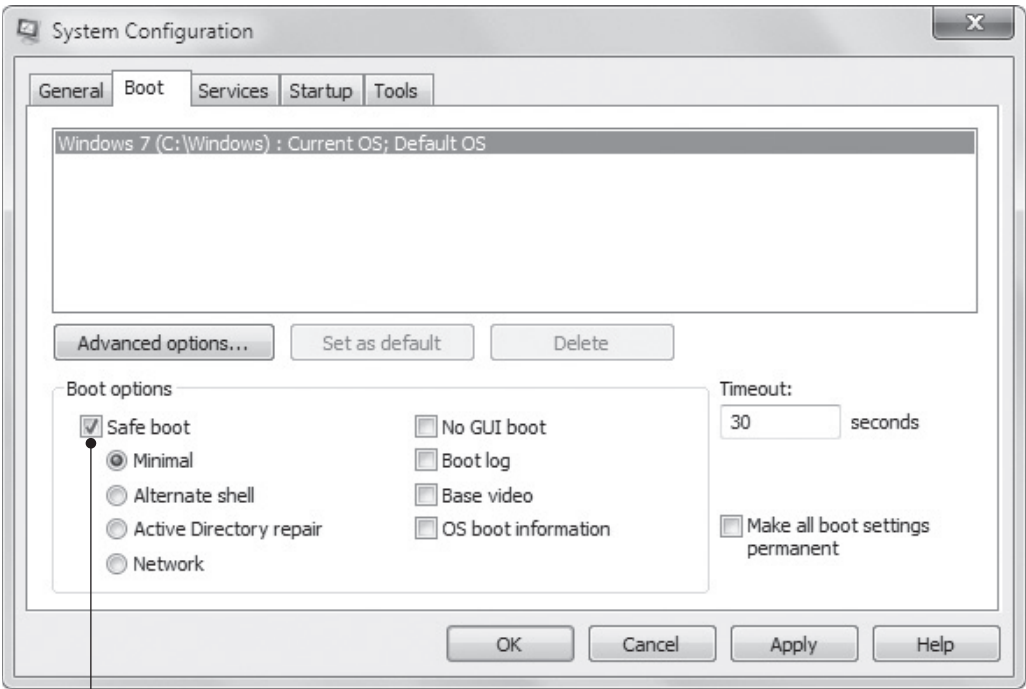 System Configuration
General Boot Services Startup Tools
Windows 7 (C:\Windows) : Current OS; Default OS
Advanced options... Set as default Delete
Boot options
Timeout:
Safe boot No GUI boot 30 seconds
Minimal Boot log
Alternate shell Base video
Active Directory repair OS boot information Make all boot settings
permanent
Network
OK Cancel Apply Help